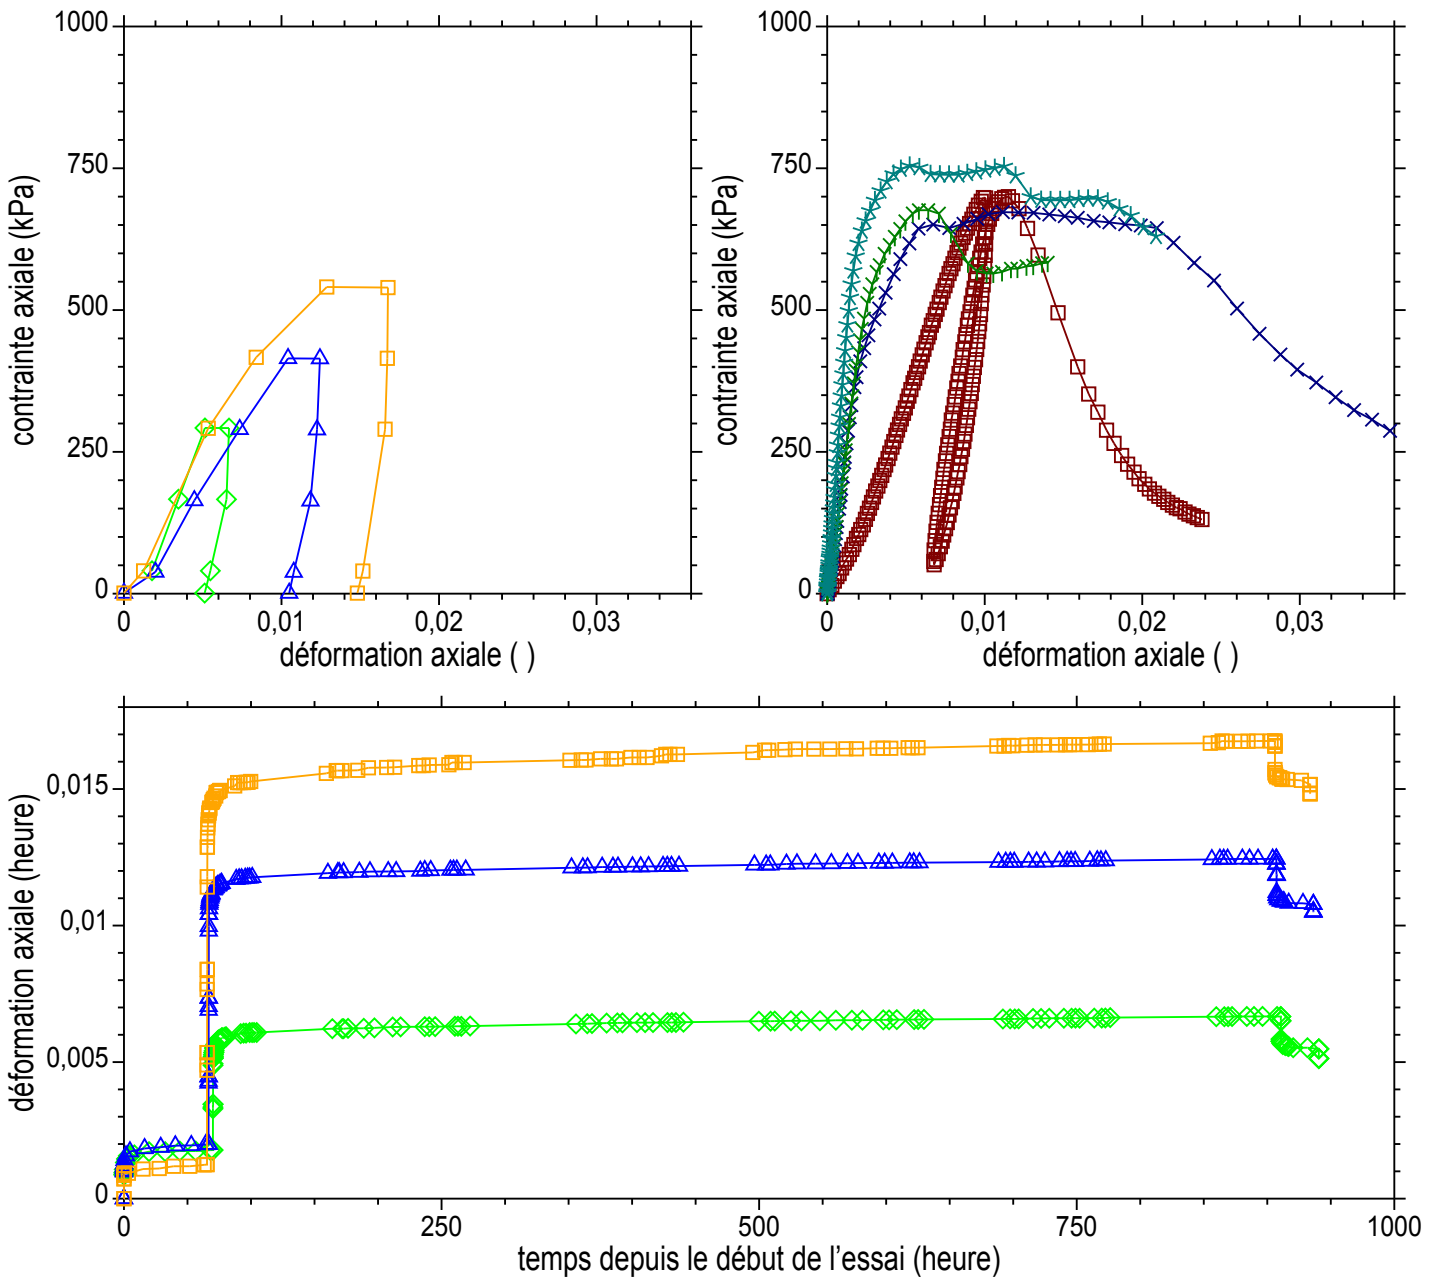 1000
750
500
250
0
contrainte axiale (kPa)
0 0,01 0,02 0,03
déformation axiale ( )
1000
750
500
250
0
contrainte axiale (kPa)
0 0,01 0,02 0,03
déformation axiale ( )
0,015
0,01
0,005
0
déformation axiale (heure)
0 250 500 750 1000
temps depuis le début de l'essai (heure)